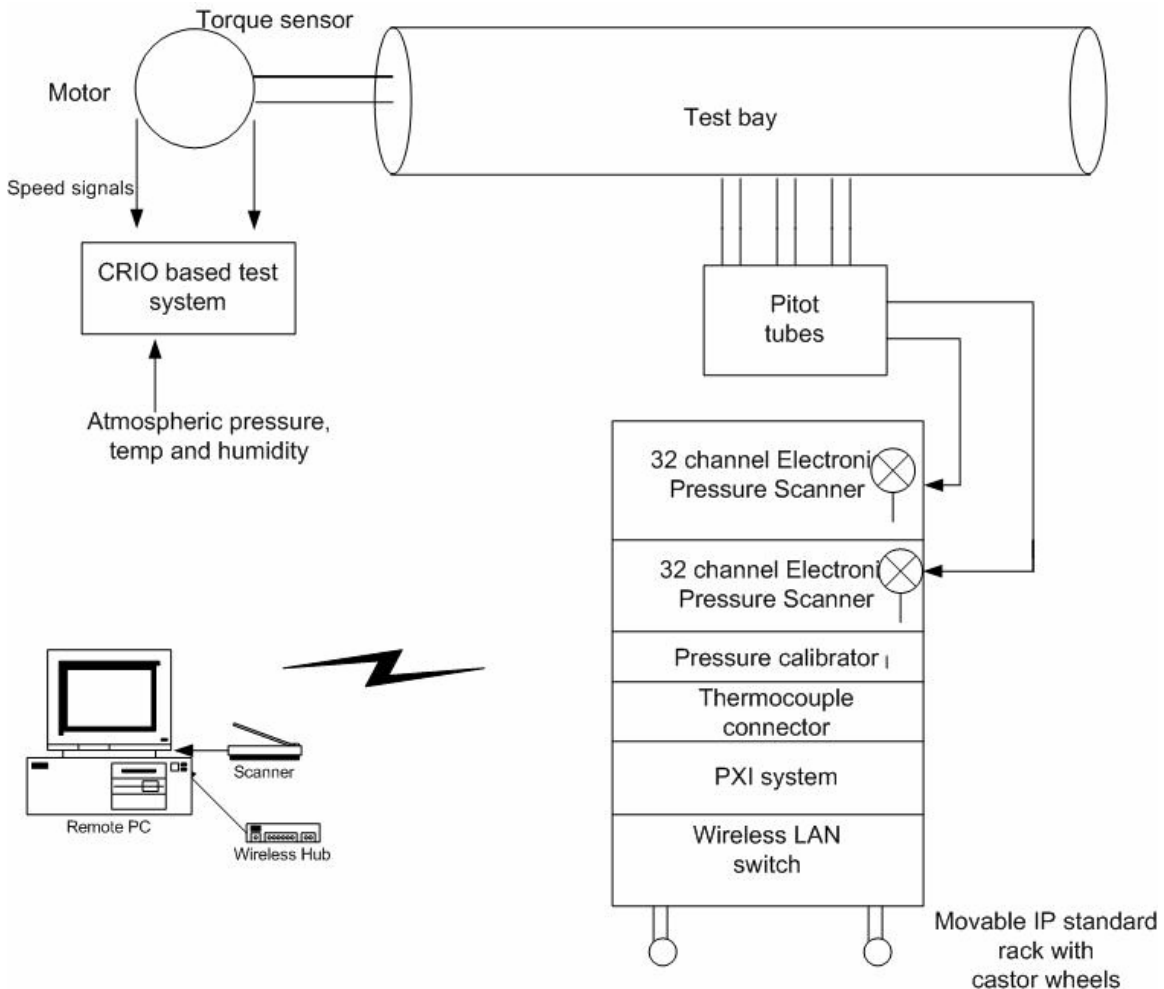 Torque sensor
Motor
Test bay
Speed signals
CRIO based test
system
Pitot
tubes
Atmospheric pressure,
temp and humidity
32 channel Electroni
Pressure Scanner
32 channel Electroni
Pressure Scanner
Pressure calibrator
Thermocouple
connector
PXI system
Wireless LAN
switch
Scanner
Remote PC
Wireless Hub
Movable IP standard
rack with
castor wheels